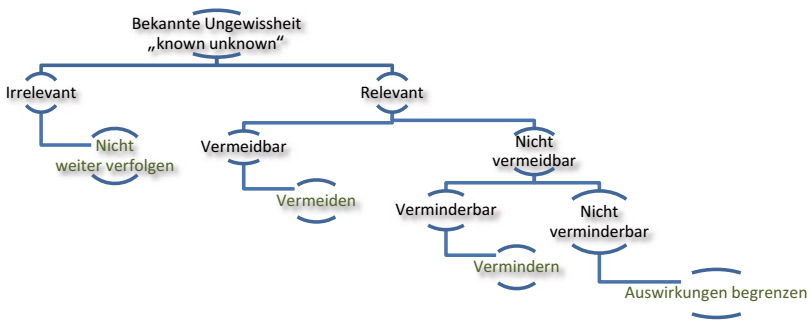 Bekannte Ungewissheit
„known unknown“
Irrelevant
Relevant
Nicht
weiter verfolgen
Vermeidbar
Nicht
vermeidbar
Vermeiden
Verminderbar
Nicht
verminderbar
Vermindern
Auswirkungen begrenzen